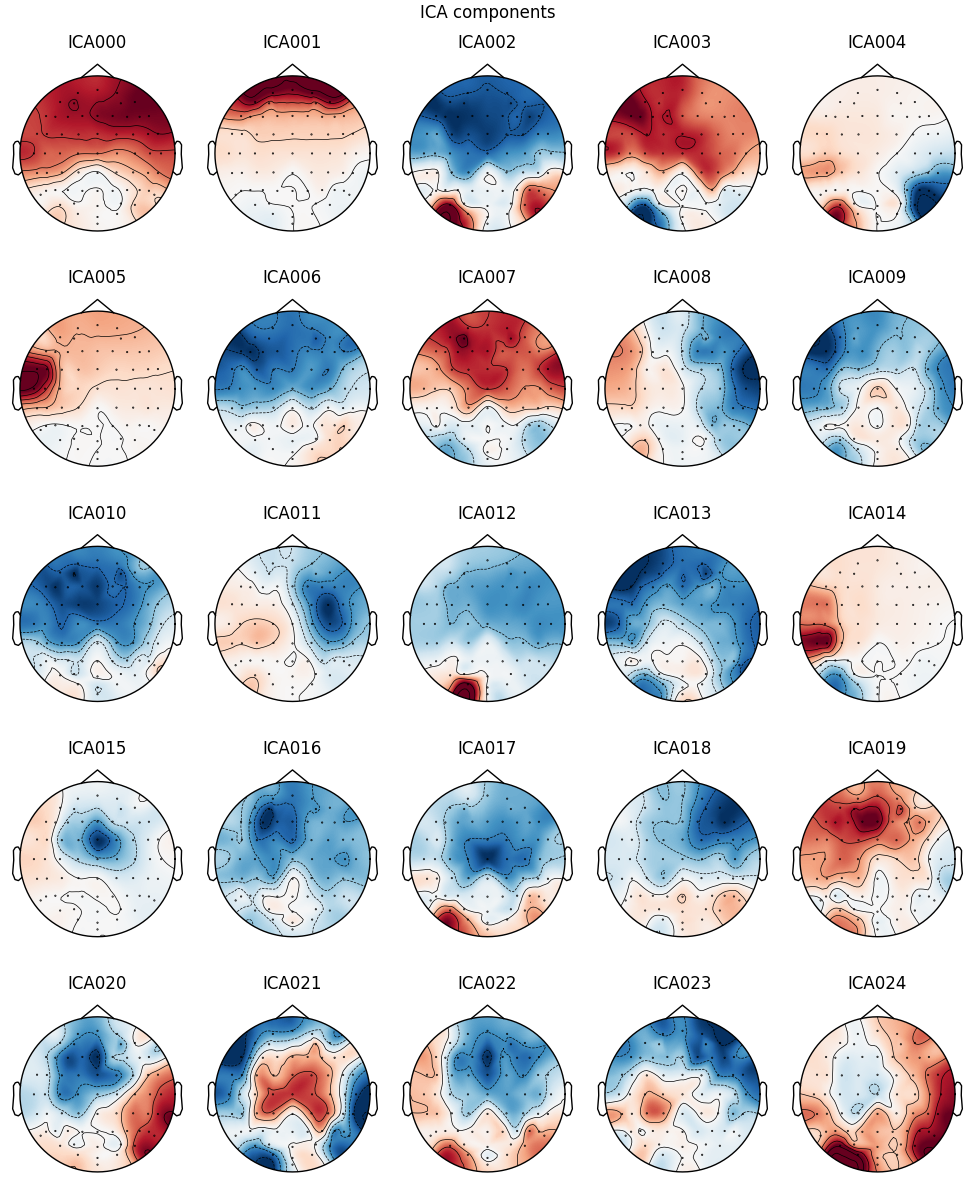 ICA components
ICA000 ICA001 ICA002 ICA003 ICA004
ICA005 ICA006 ICA007 ICA008 ICA009
ICA010 ICA011 ICA012 ICA013 ICA014
ICA015 ICA016 ICA017 ICA018 ICA019
ICA020 ICA021 ICA022 ICA023 ICA024